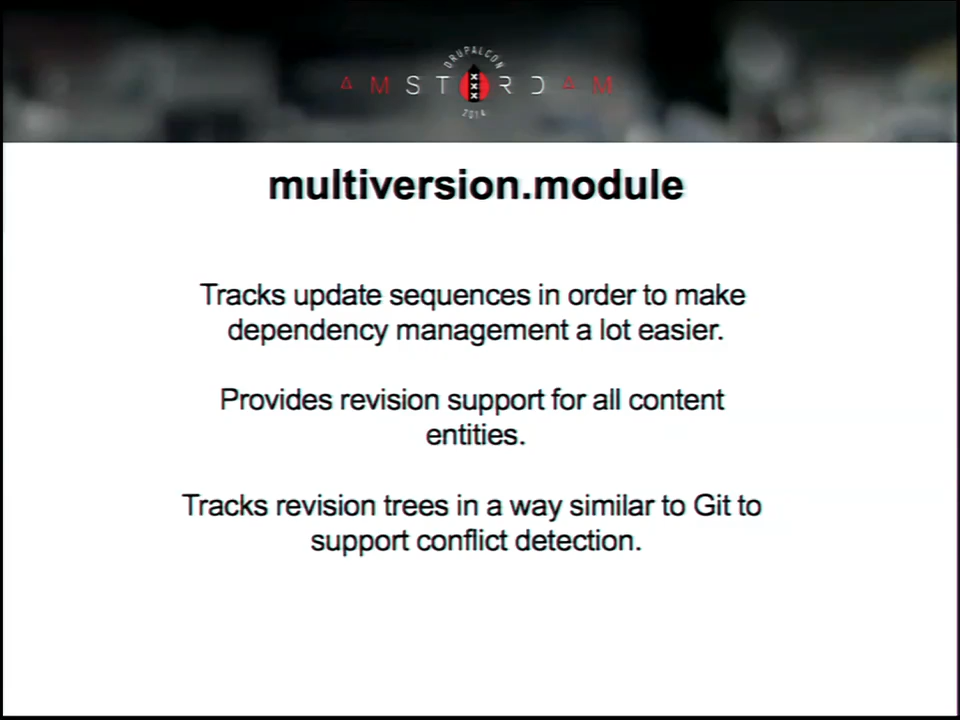 DRUPALCON
AMSTERDAM
2014
multiversion.module
Tracks update sequences in order to make
dependency management a lot easier.
Provides revision support for all content
entities.
Tracks revision trees in a way similar to Git to
support conflict detection.